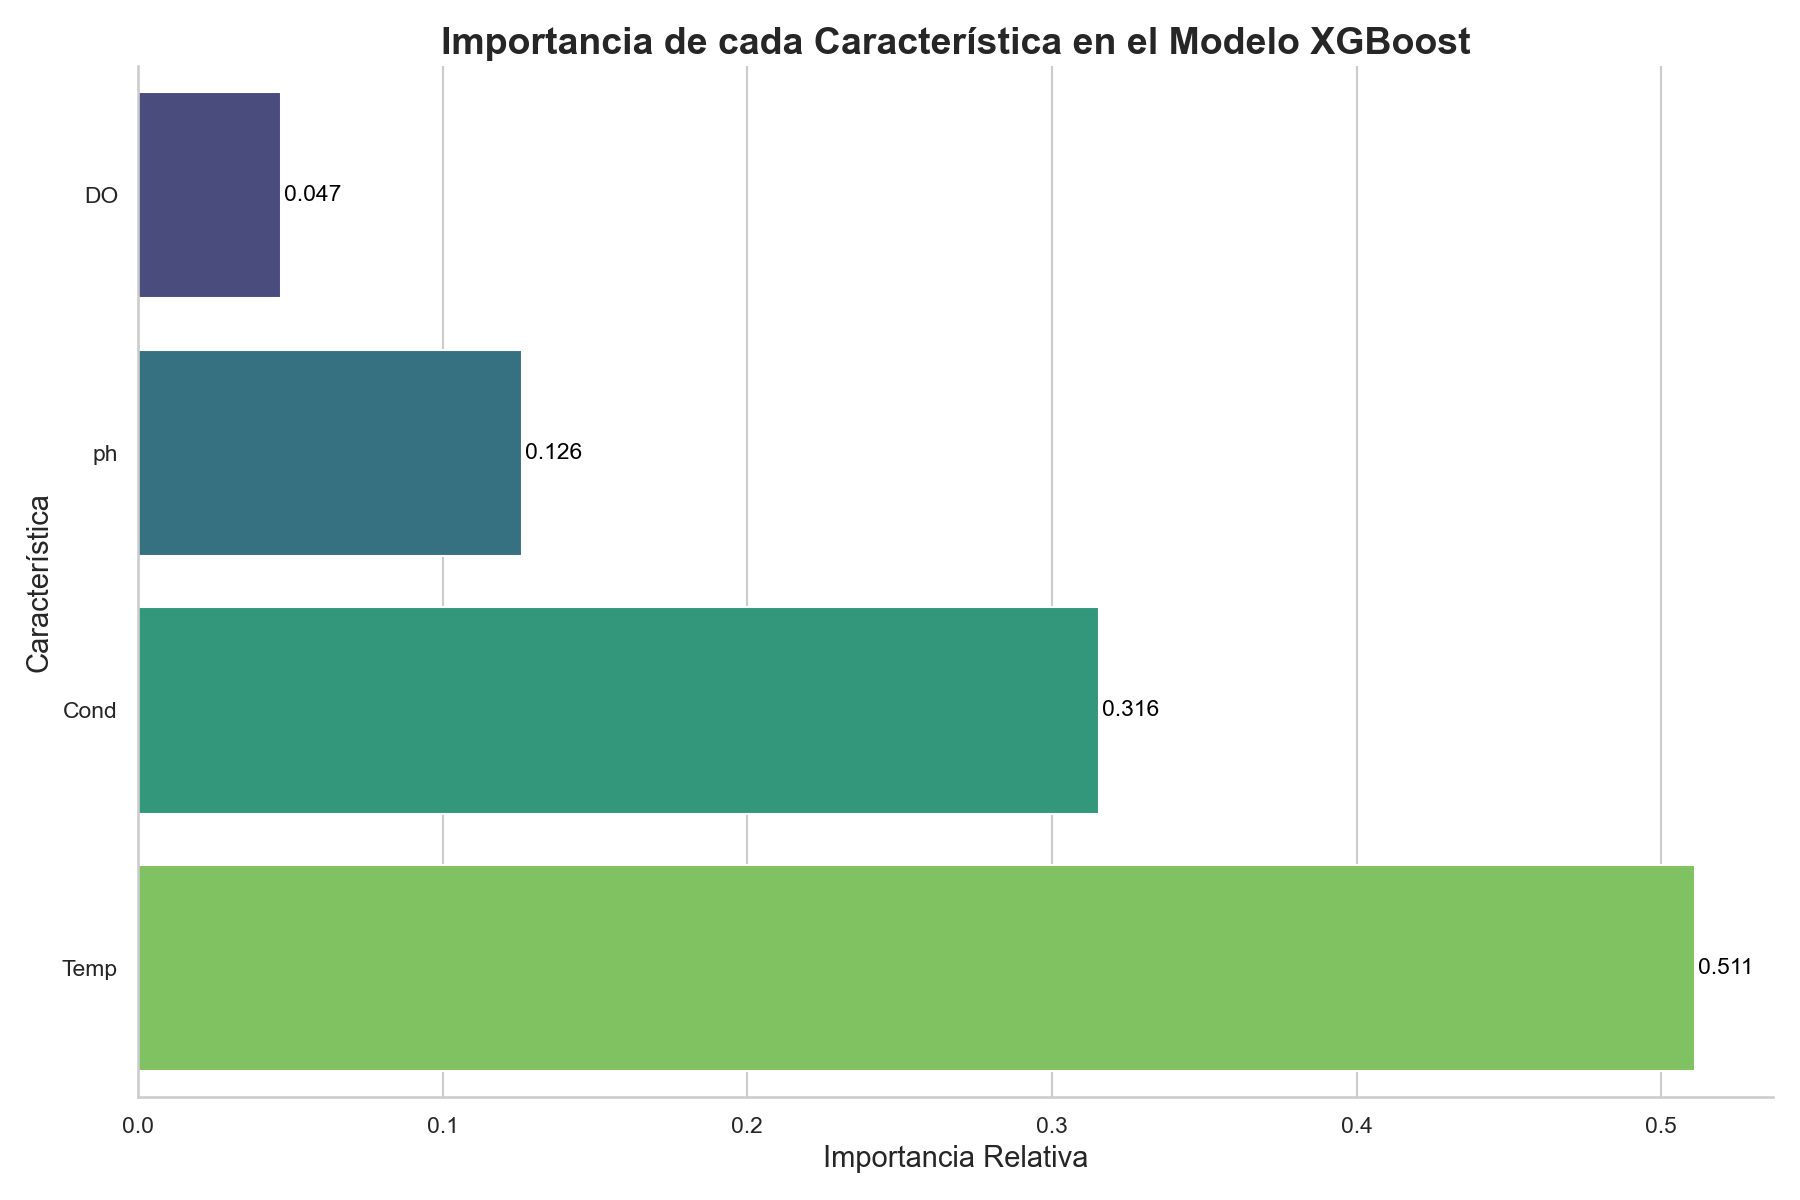 Importancia de cada Característica en el Modelo XGBoost
DO
0.047
ph
0.126
Característica
Cond
0.316
Temp
0.511
0.0 0.1 0.2 0.3 0.4 0.5
Importancia Relativa